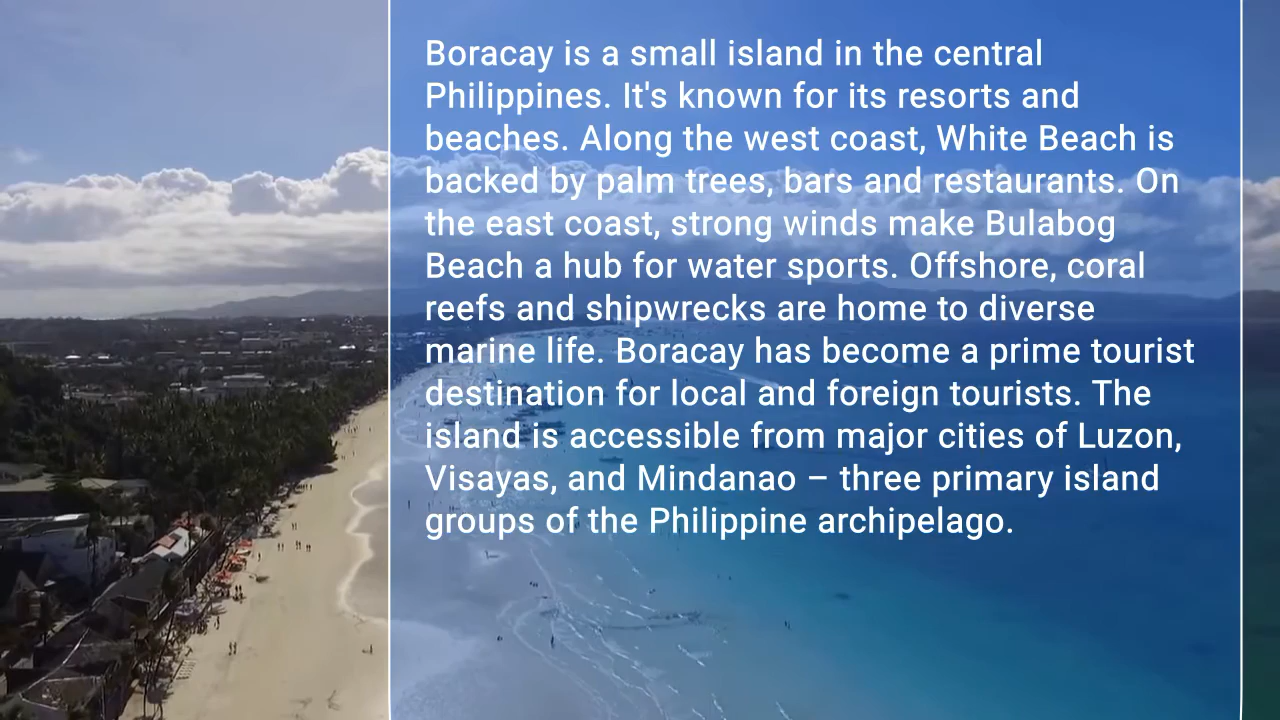 Boracay is a small island in the central
Philippines. It's known for its resorts and
beaches. Along the west coast, White Beach is
backed by palm trees, bars and restaurants. On
the east coast, strong winds make Bulabog
Beach a hub for water sports. Offshore, coral
reefs and shipwrecks are home to diverse
marine life. Boracay has become a prime tourist
destination for local and foreign tourists. The
island is accessible from major cities of Luzon,
Visayas, and Mindanao – three primary island
groups of the Philippine archipelago.